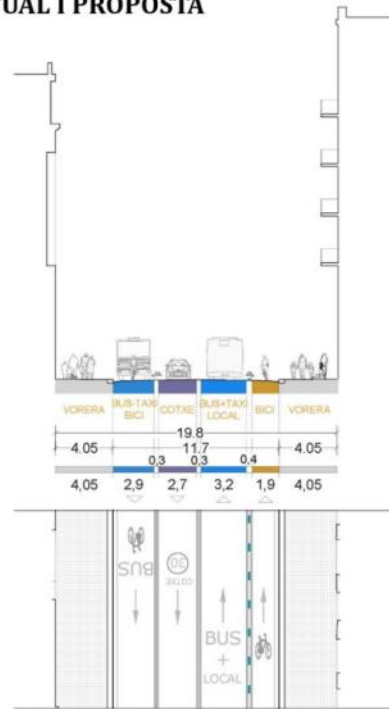 TUAL I PROPOSTA
VORERA BUS-TAXI BICI COTXE BUS+TAXI LOCAL BICI VORERA
19.8
4.05 11.7 4.05
0,3 0,3 0,4
4,05 2,9 2,7 3,2 1,9 4,05
BUS
30
COTXE
BUS
+
LOCAL